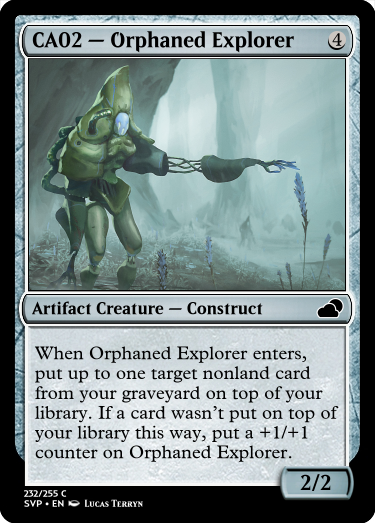 CA02 — Orphaned Explorer 4
Artifact Creature — Construct
When Orphaned Explorer enters,
put up to one target nonland card
from your graveyard on top of your
library. If a card wasn't put on top of
your library this way, put a +1/+1
counter on Orphaned Explorer.
2/2
232/255 C
SVP • EN Lucas Terryn